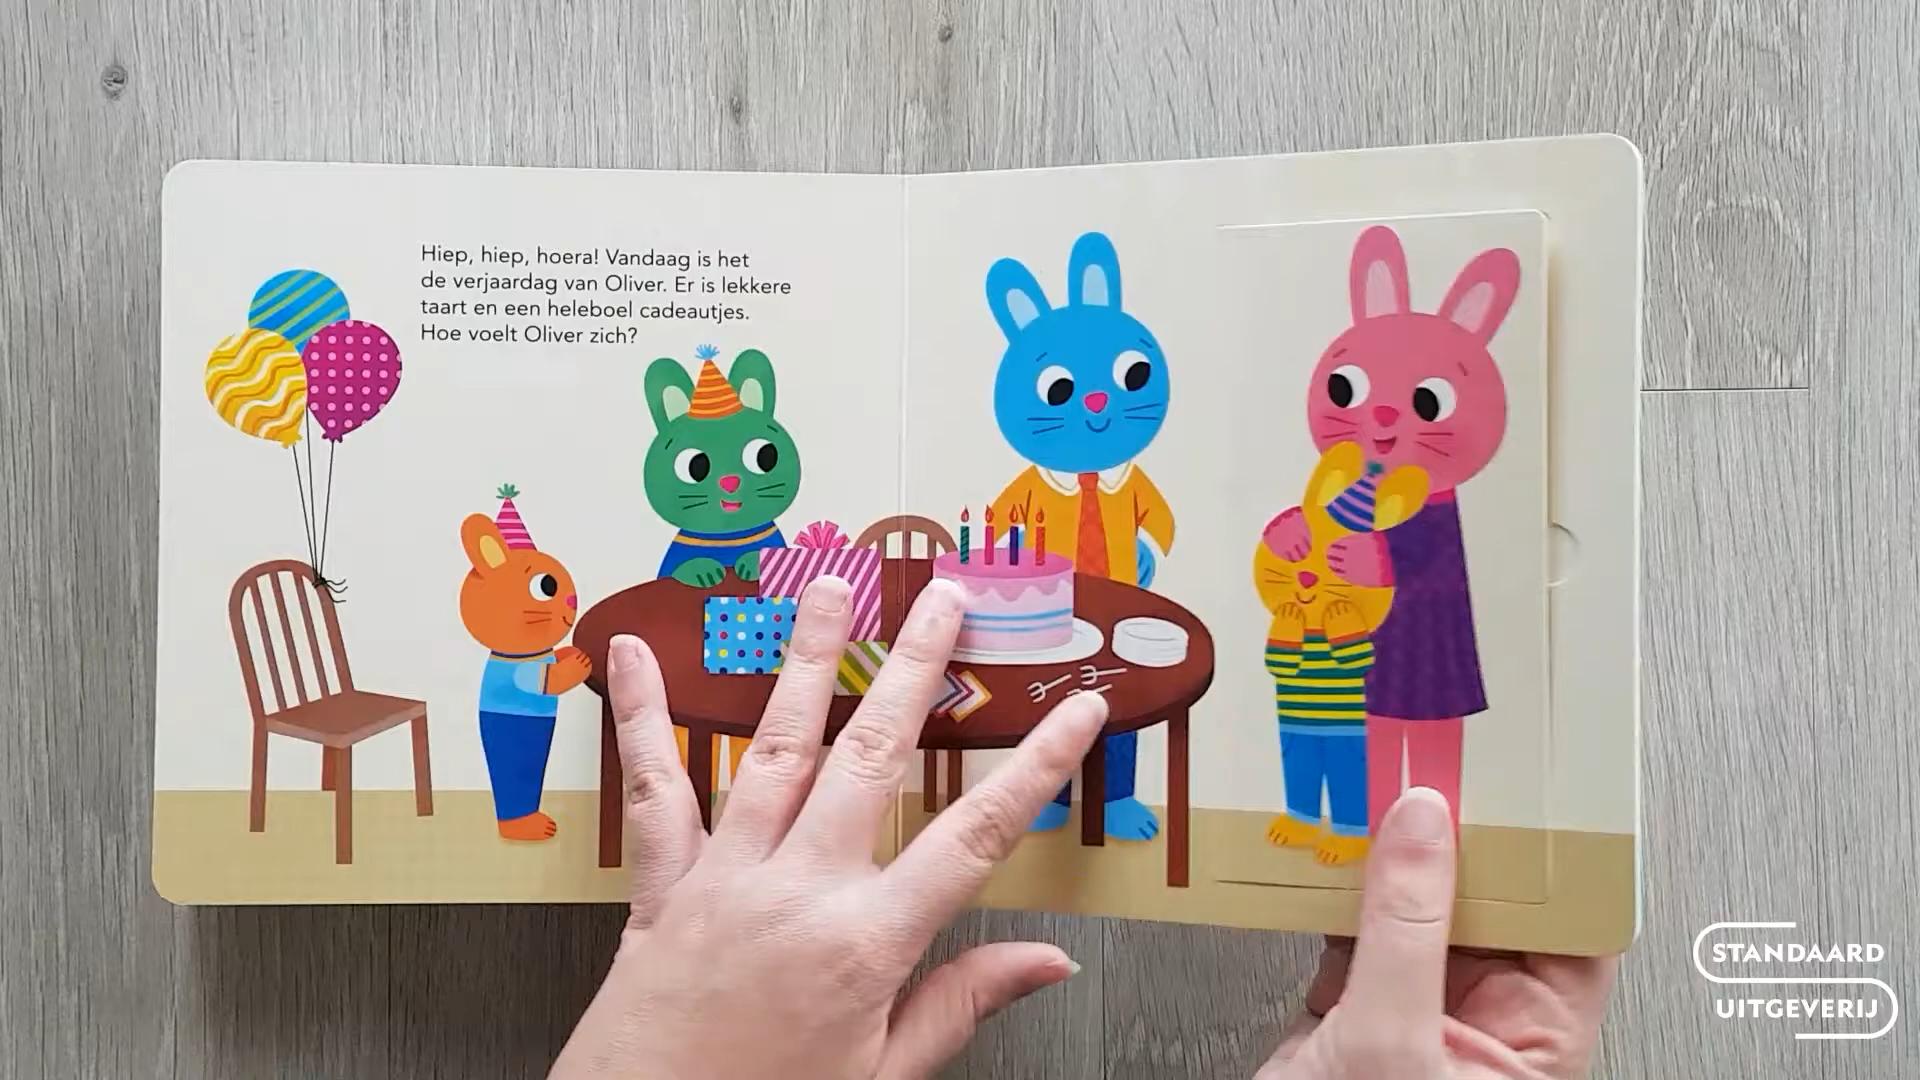 Hiep, hiep, hoera! Vandaag is het
de verjaardag van Oliver. Er is lekkere
taart en een heleboel cadeautjes.
Hoe voelt Oliver zich?
STANDAARD
UITGEVERIJ